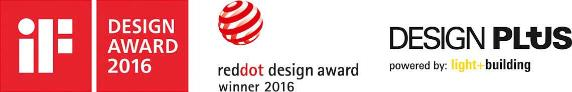 iF
DESIGN
AWARD
2016
reddot design award
winner 2016
DESIGN PLUS
powered by: light+building